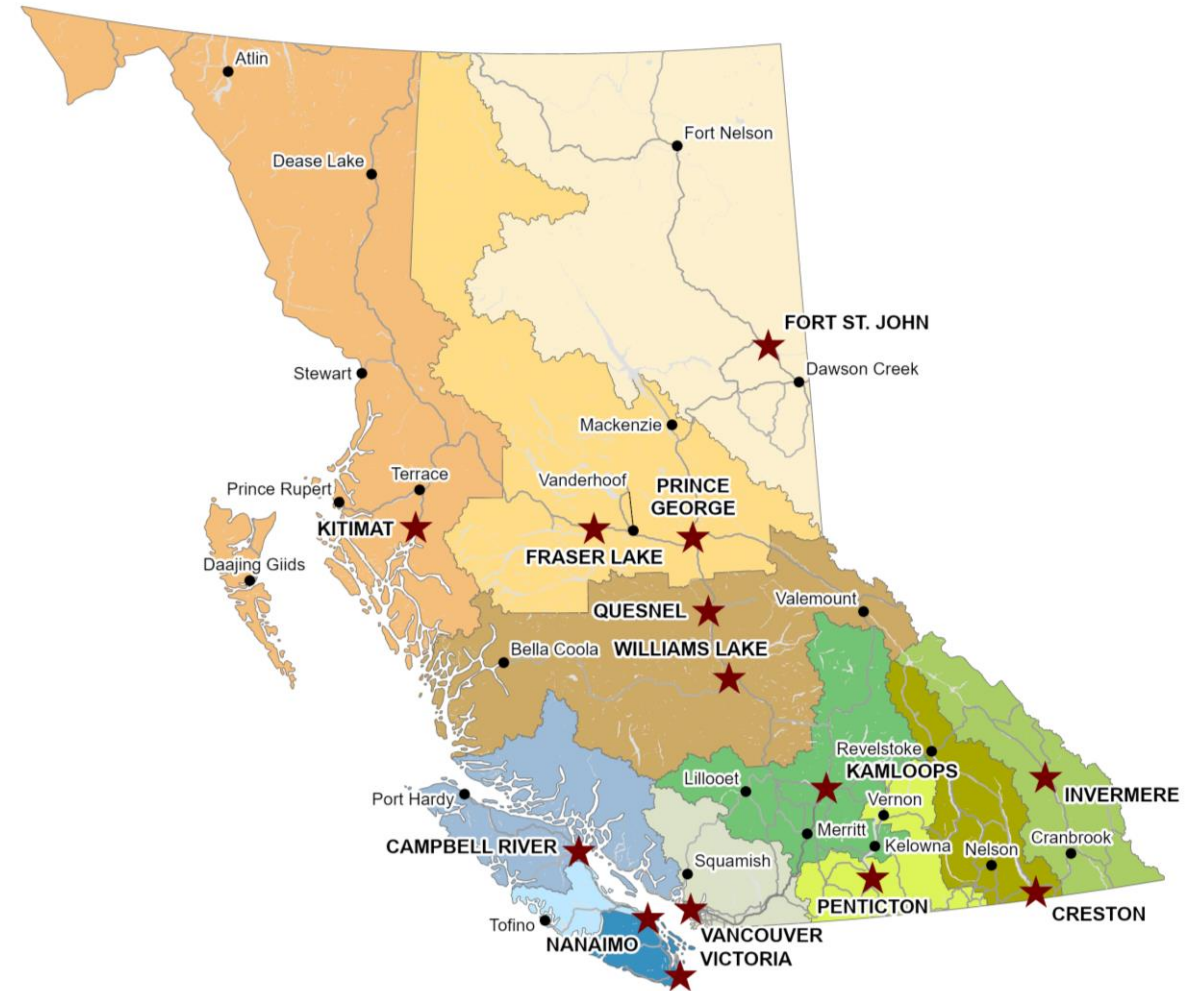 Atlin
Fort Nelson
Dease Lake
FORT ST. JOHN
Dawson Creek
Stewart
Mackenzie
Terrace
Vanderhoof
PRINCE
GEORGE
Prince Rupert
KITIMAT
FRASER LAKE
Daajing Giids
QUESNEL
Valemount
Bella Coola
WILLIAMS LAKE
Revelstoke
KAMLOOPS
Lillooet
INVERMERE
Port Hardy
Vernon
Merritt
Cranbrook
CAMPBELL RIVER
Kelowna
Nelson
Squamish
PENTICTON
CRESTON
Tofino
NANAIMO
VANCOUVER
VICTORIA